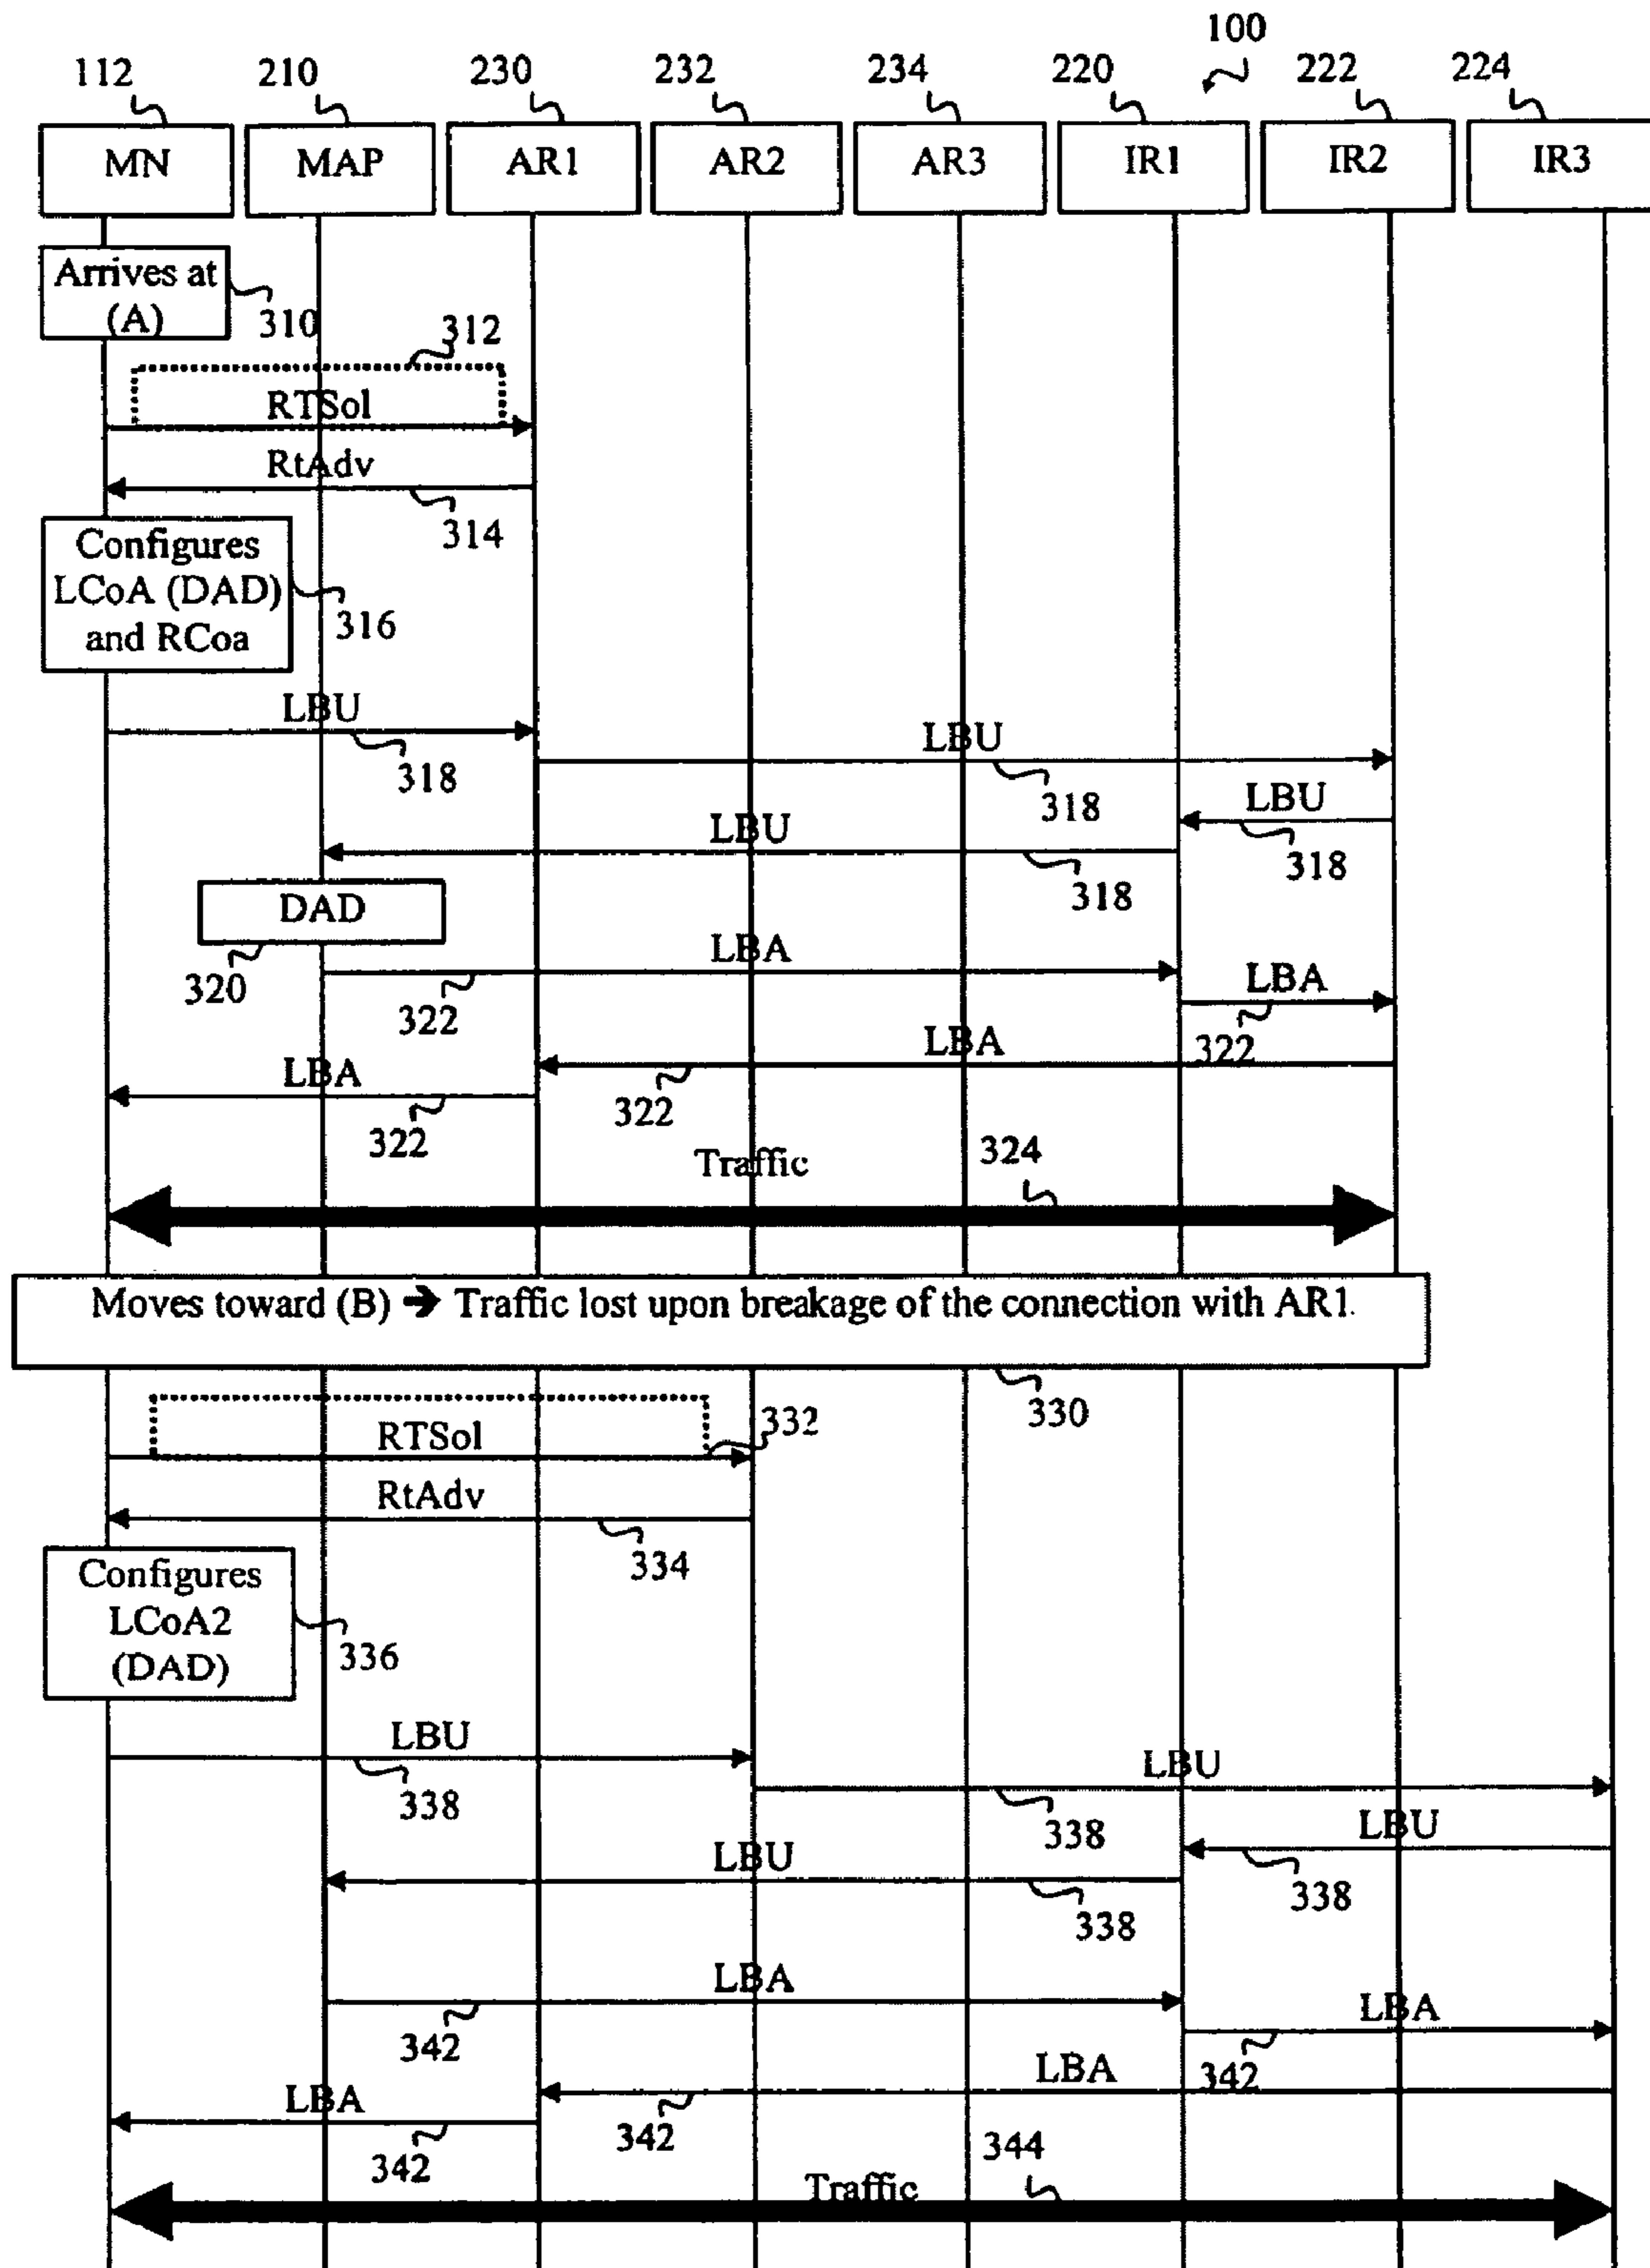 100
112 210 230 232 234 220 222 224
MN MAP AR1 AR2 AR3 IR1 IR2 IR3
Arrives at
(A)
310
312
RTSol
RtAdv
314
Configures
LCoA (DAD)
and RCoa
316
LBU
318
LBU
318
LBU
318
LBU
318
DAD
320
LBA
322
LBA
322
LBA
322
LBA
322
Traffic
324
Moves toward (B) ➔ Traffic lost upon breakage of the connection with AR1.
330
332
RTSol
RtAdv
334
Configures
LCoA2
(DAD)
336
LBU
338
LBU
338
LBU
338
LBU
338
LBA
342
LBA
342
LBA
342
LBA
342
344
Traffic